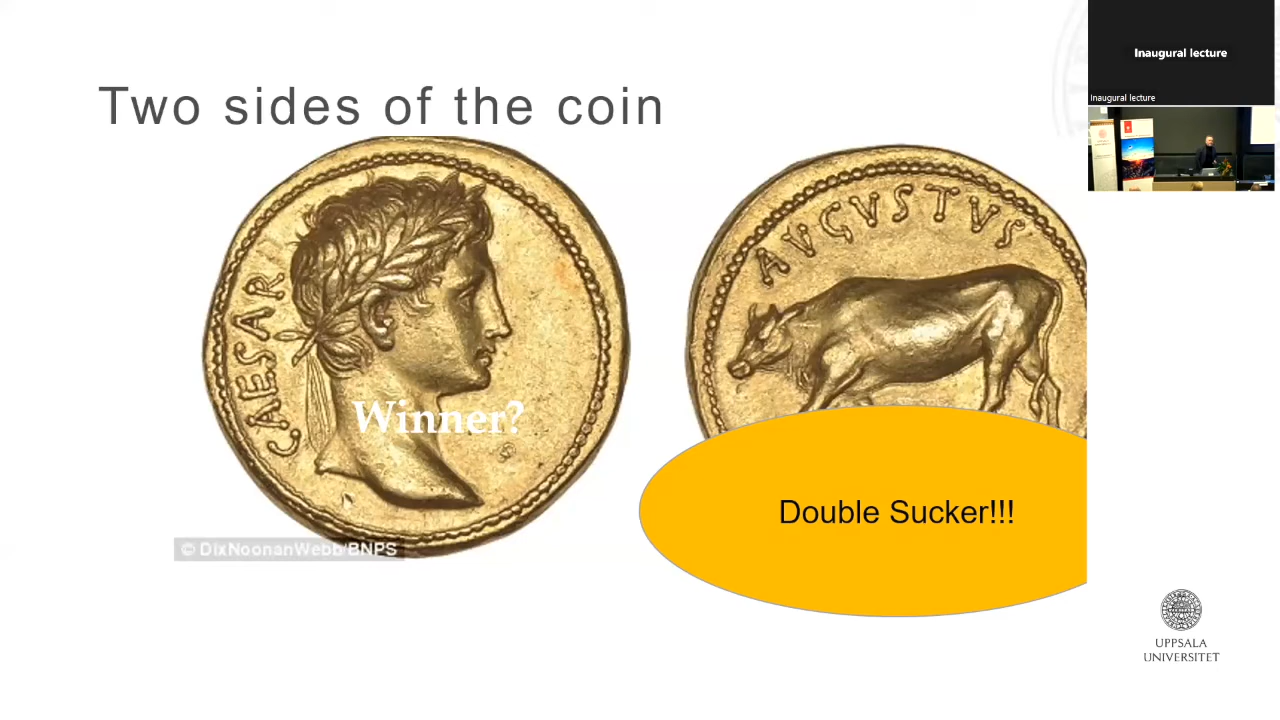 Inaugural lecture
Inaugural lecture
Two sides of the coin
CAESAR
AVGVSTVS
Winner?
Double Sucker!!!
© DixNoonanWebb/BNPS
UPPSALA
UNIVERSITET